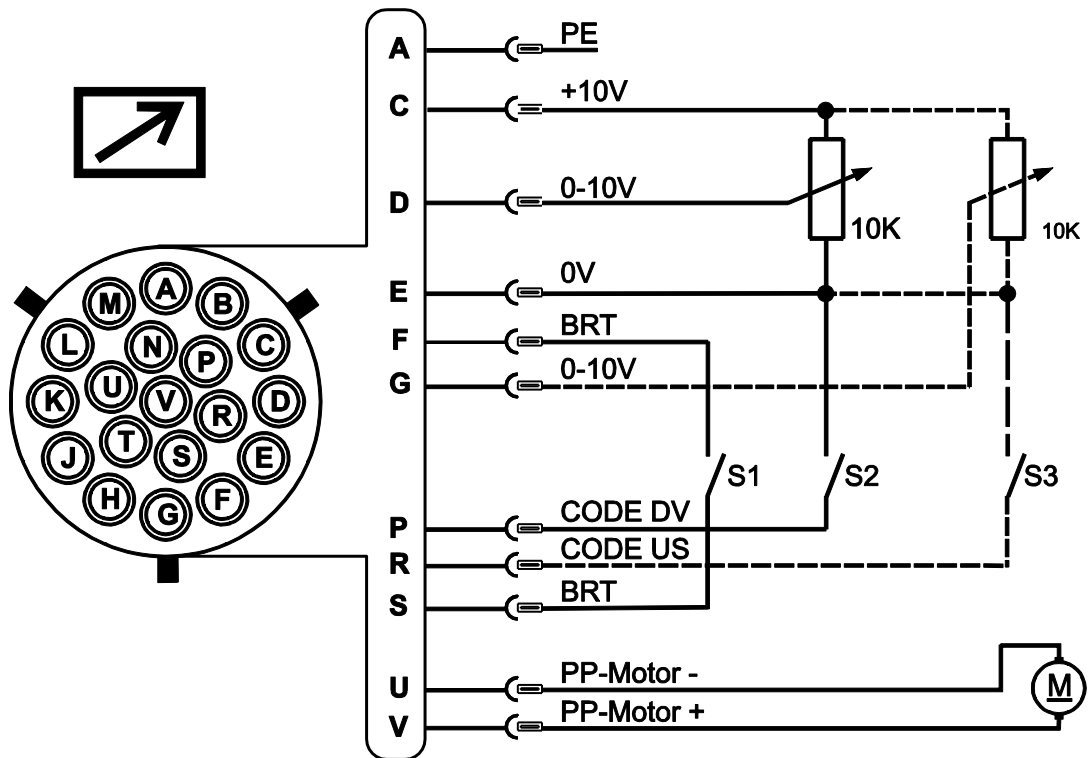 A PE
C +10V
D 0-10V
10K
10K
E 0V
F BRT
G 0-10V
S1 S2 S3
P CODE DV
R CODE US
S BRT
U PP-Motor -
V PP-Motor +
M
M A B
L N P C
K U V R D
J T S E
H G F